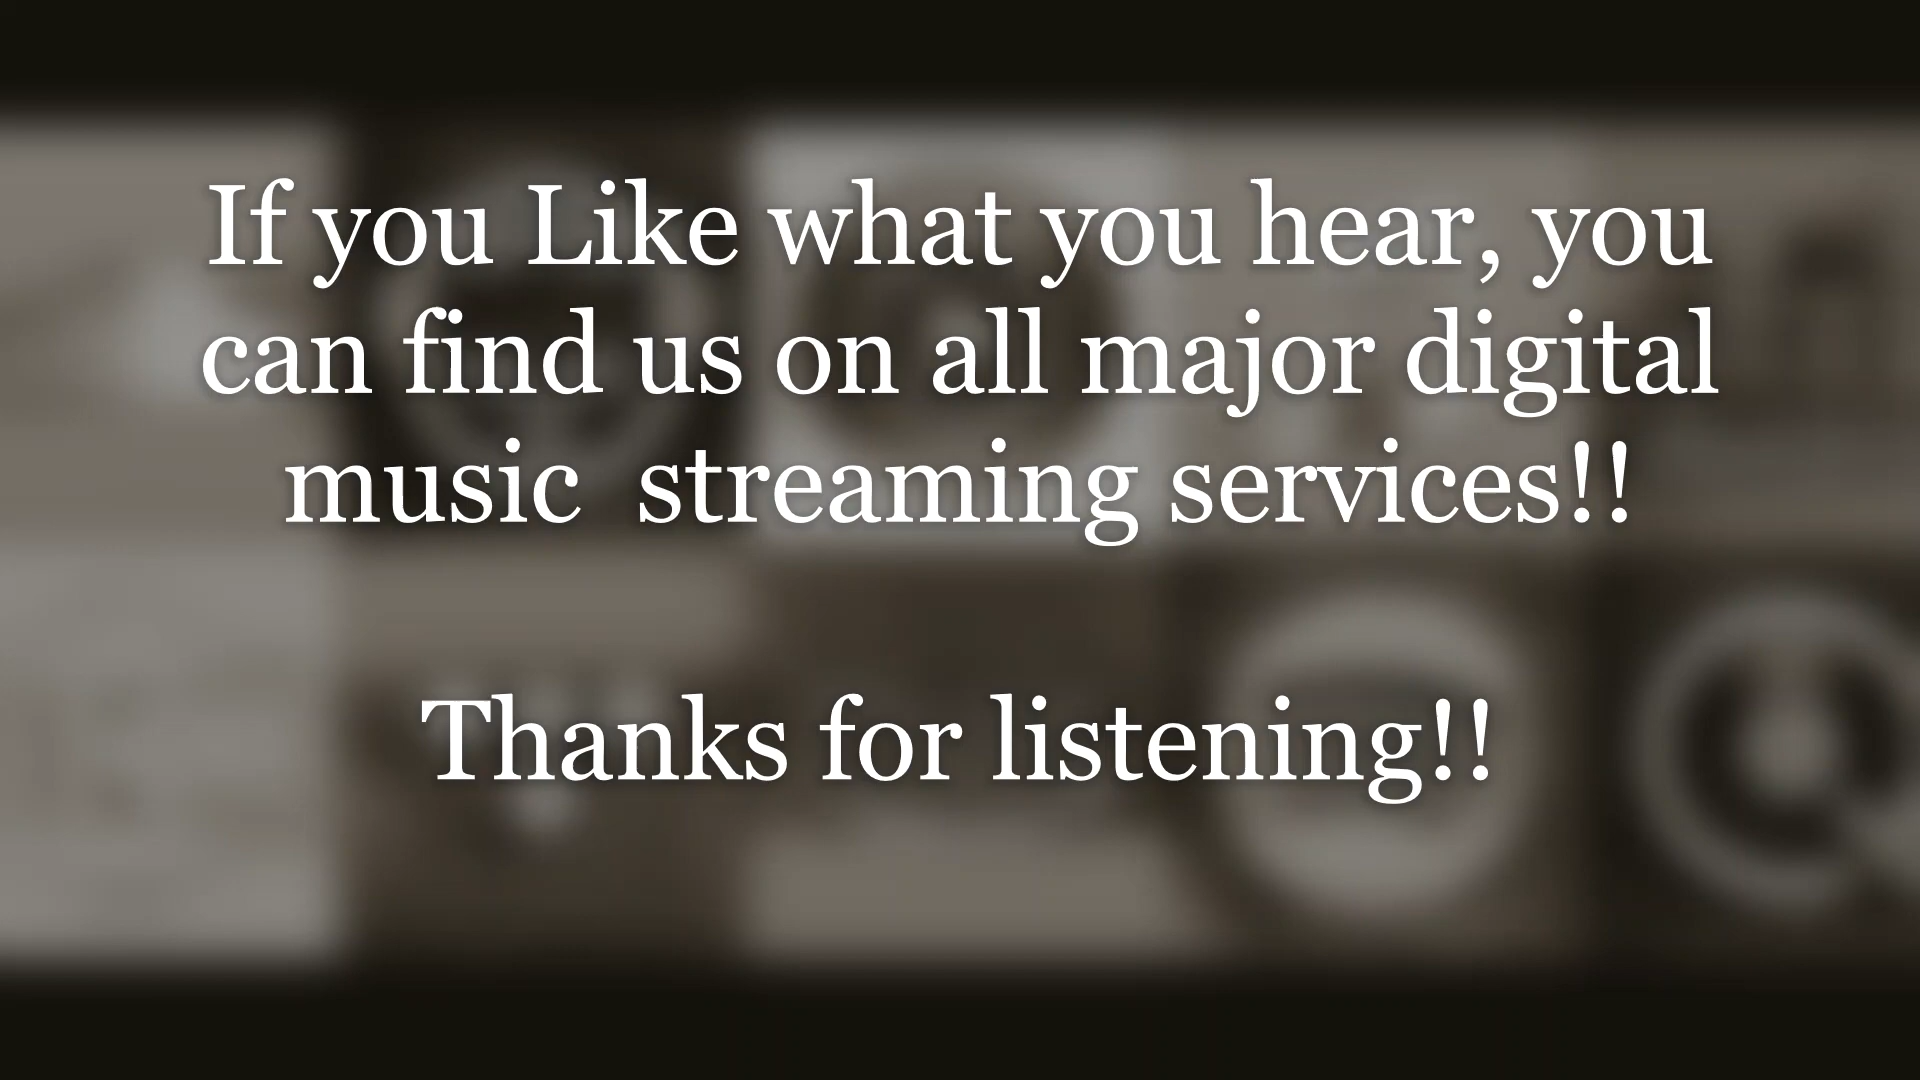 If you Like what you hear, you
can find us on all major digital
music  streaming services!!
Thanks for listening!!